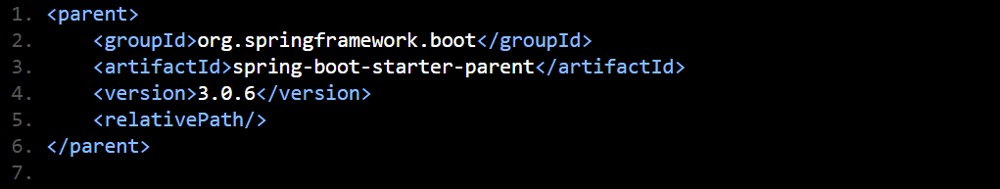 1. <parent>
2.     <groupId>org.springframework.boot</groupId>
3.     <artifactId>spring-boot-starter-parent</artifactId>
4.     <version>3.0.6</version>
5.     <relativePath/>
6. </parent>
7.